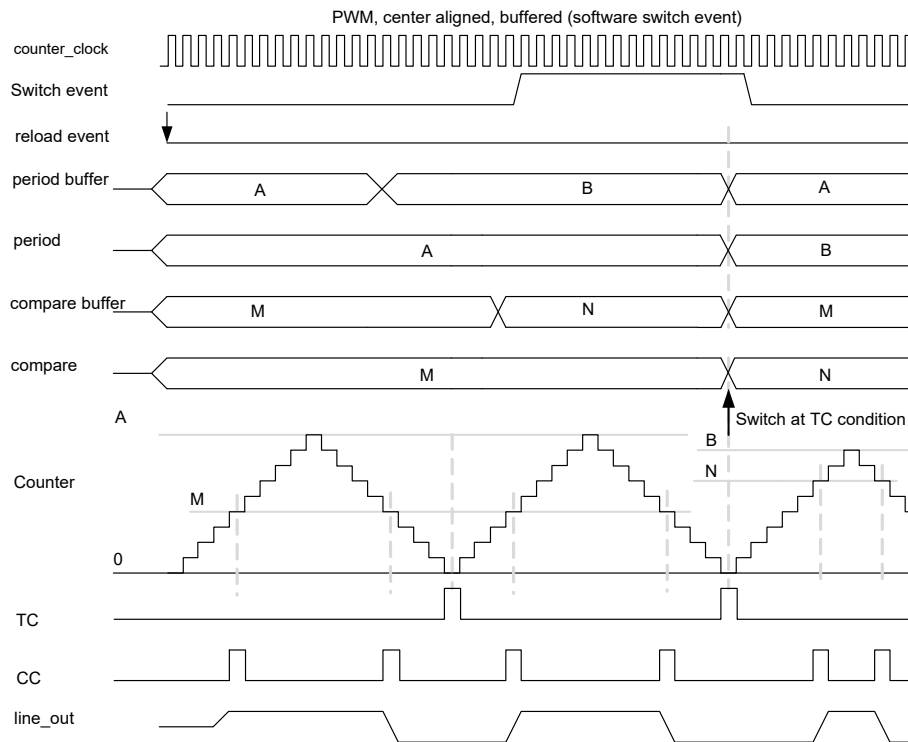 PWM, center aligned, buffered (software switch event)
counter_clock
Switch event
reload event
period buffer
A
B
A
period
A
B
compare buffer
M
N
M
compare
M
N
A
Switch at TC condition
B
Counter
M
N
0
TC
CC
line_out